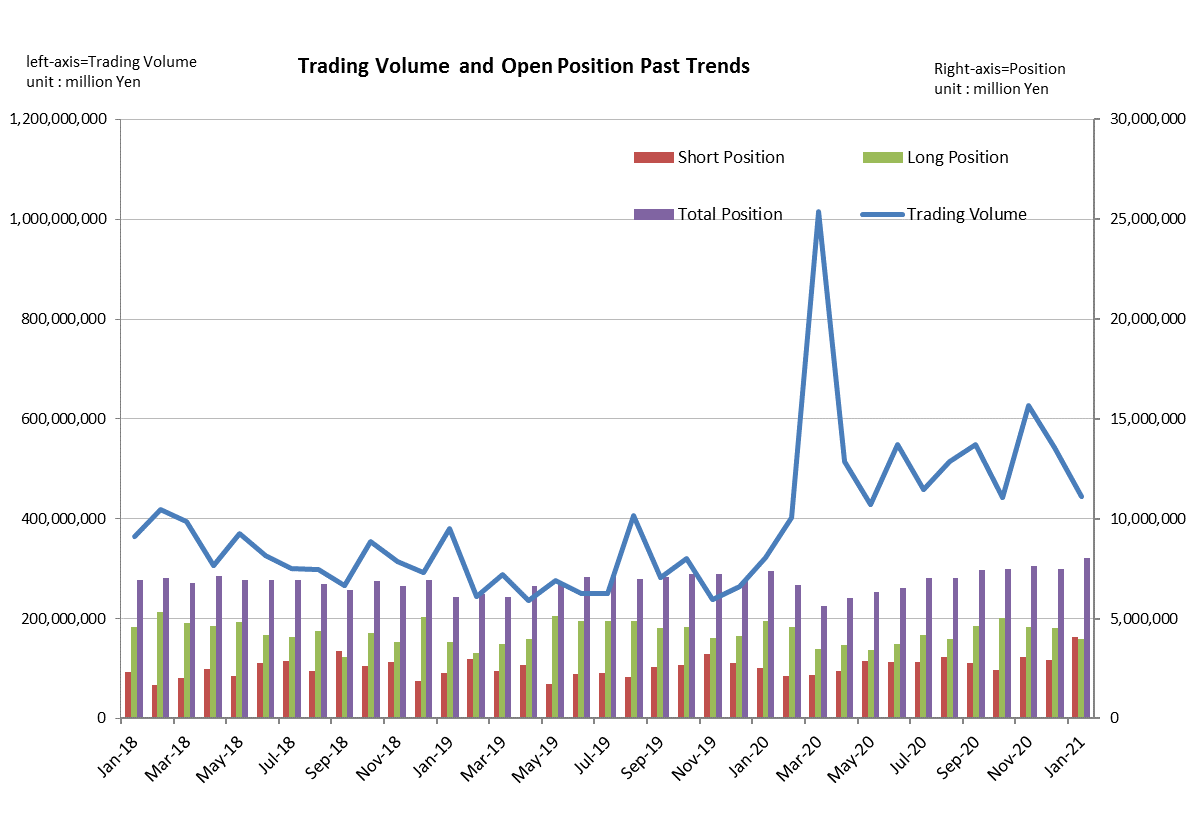 left-axis=Trading Volume
unit : million Yen
Trading Volume and Open Position Past Trends
Right-axis=Position
unit : million Yen
1,200,000,000
30,000,000
Short Position
Long Position
1,000,000,000
Total Position
Trading Volume
25,000,000
800,000,000
20,000,000
600,000,000
15,000,000
400,000,000
10,000,000
200,000,000
5,000,000
0
0
Jan-18
Mar-18
May-18
Jul-18
Sep-18
Nov-18
Jan-19
Mar-19
May-19
Jul-19
Sep-19
Nov-19
Jan-20
Mar-20
May-20
Jul-20
Sep-20
Nov-20
Jan-21